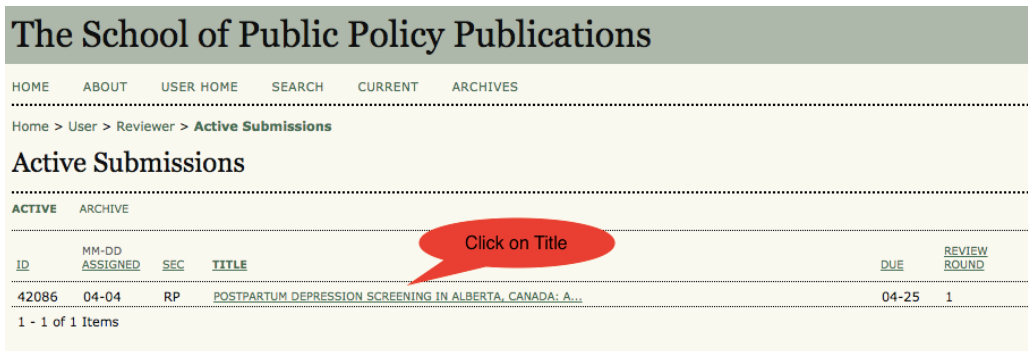 The School of Public Policy Publications
HOME ABOUT USER HOME SEARCH CURRENT ARCHIVES
Home > User > Reviewer > Active Submissions
Active Submissions
ACTIVE ARCHIVE
Click on Title
MM-DD REVIEW
ID ASSIGNED SEC TITLE DUE ROUND
42086 04-04 RP POSTPARTUM DEPRESSION SCREENING IN ALBERTA, CANADA: A... 04-25 1
1 - 1 of 1 Items